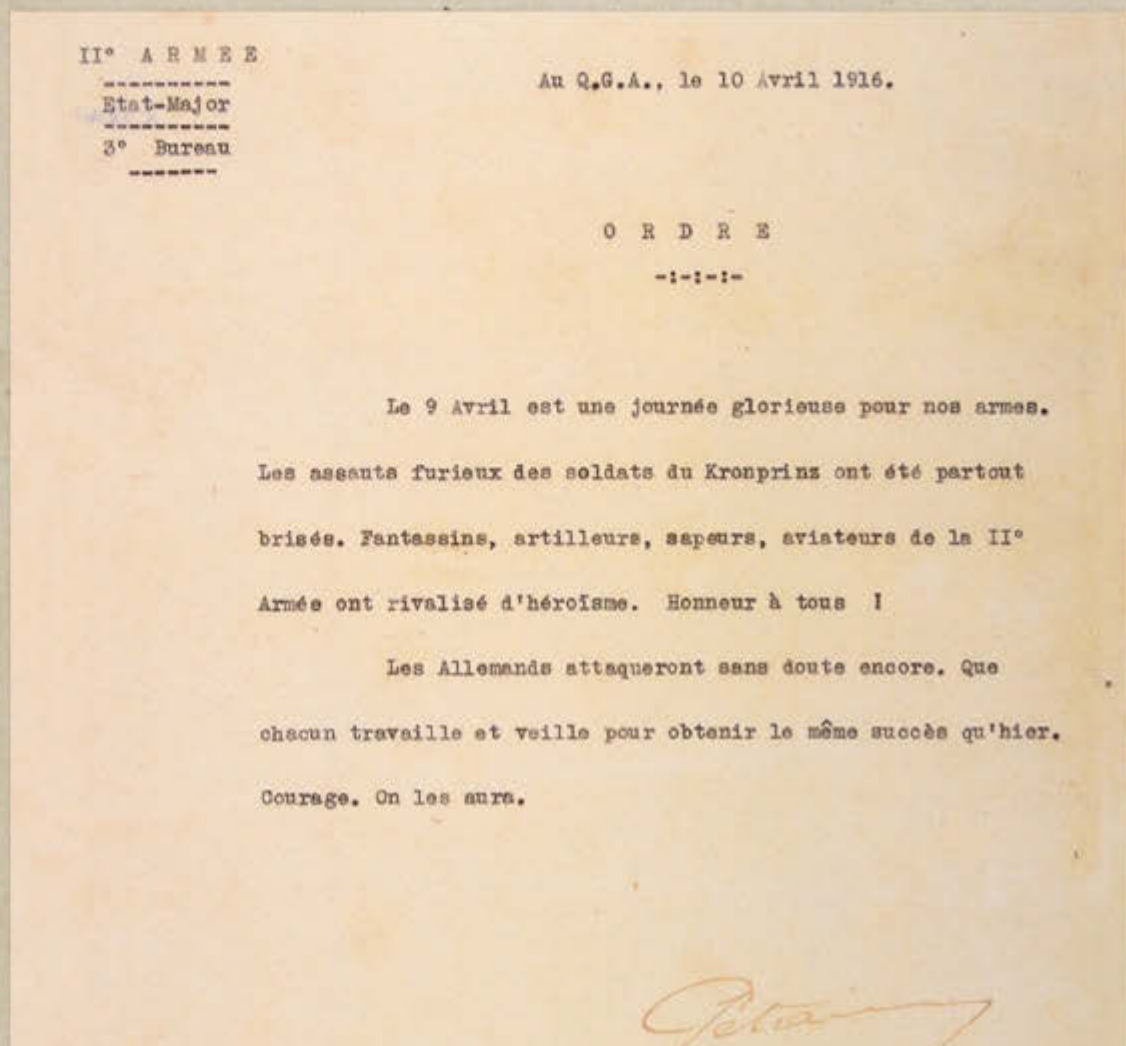 II° ARMEE
----------
Etat-Major
----------
3° Bureau
-------
Au Q.G.A., le 10 Avril 1916.
ORDRE
-:-:-:-
Le 9 Avril est une journée glorieuse pour nos armes.
Les assauts furieux des soldats du Kronprinz ont été partout
brisés. Fantassins, artilleurs, sapeurs, aviateurs de la II°
Armée ont rivalisé d'héroïsme. Honneur à tous !
Les Allemands attaqueront sans doute encore. Que
chacun travaille et veille pour obtenir le même succès qu'hier.
Courage. On les aura.
Pétain